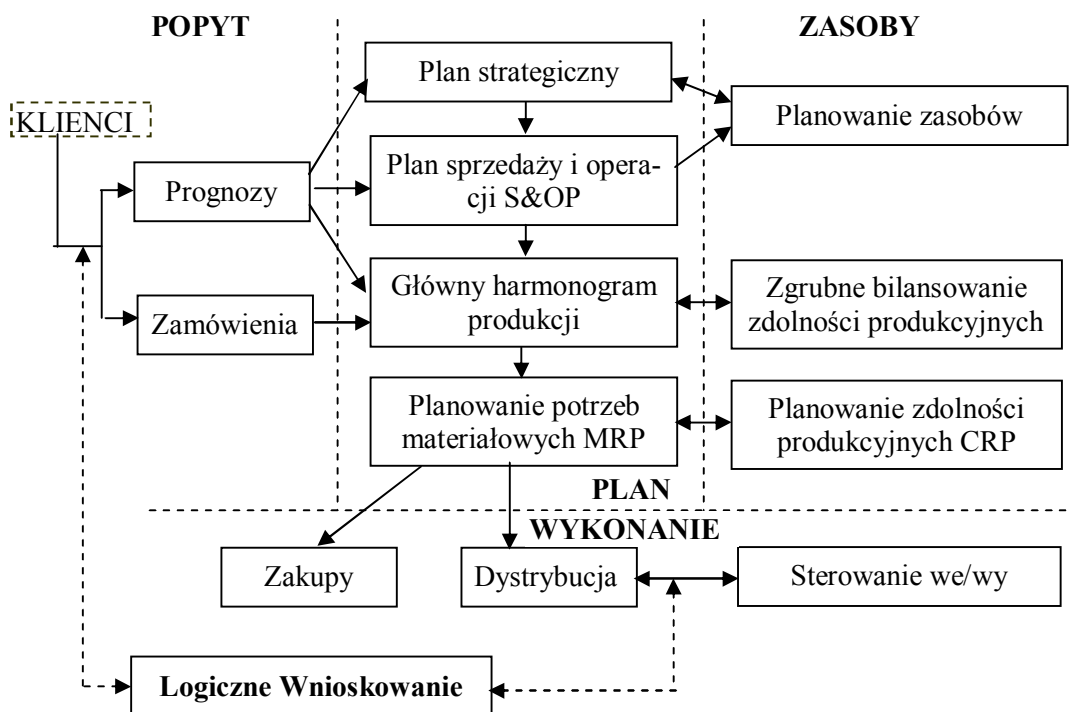 POPYT
ZASOBY
Plan strategiczny
KLIENCI
Planowanie zasobów
Prognozy
Plan sprzedaży i opera-
cji S&OP
Zamówienia
Główny harmonogram
produkcji
Zgrubne bilansowanie
zdolności produkcyjnych
Planowanie potrzeb
materiałowych MRP
Planowanie zdolności
produkcyjnych CRP
PLAN
WYKONANIE
Zakupy
Dystrybucja
Sterowanie we/wy
Logiczne Wnioskowanie